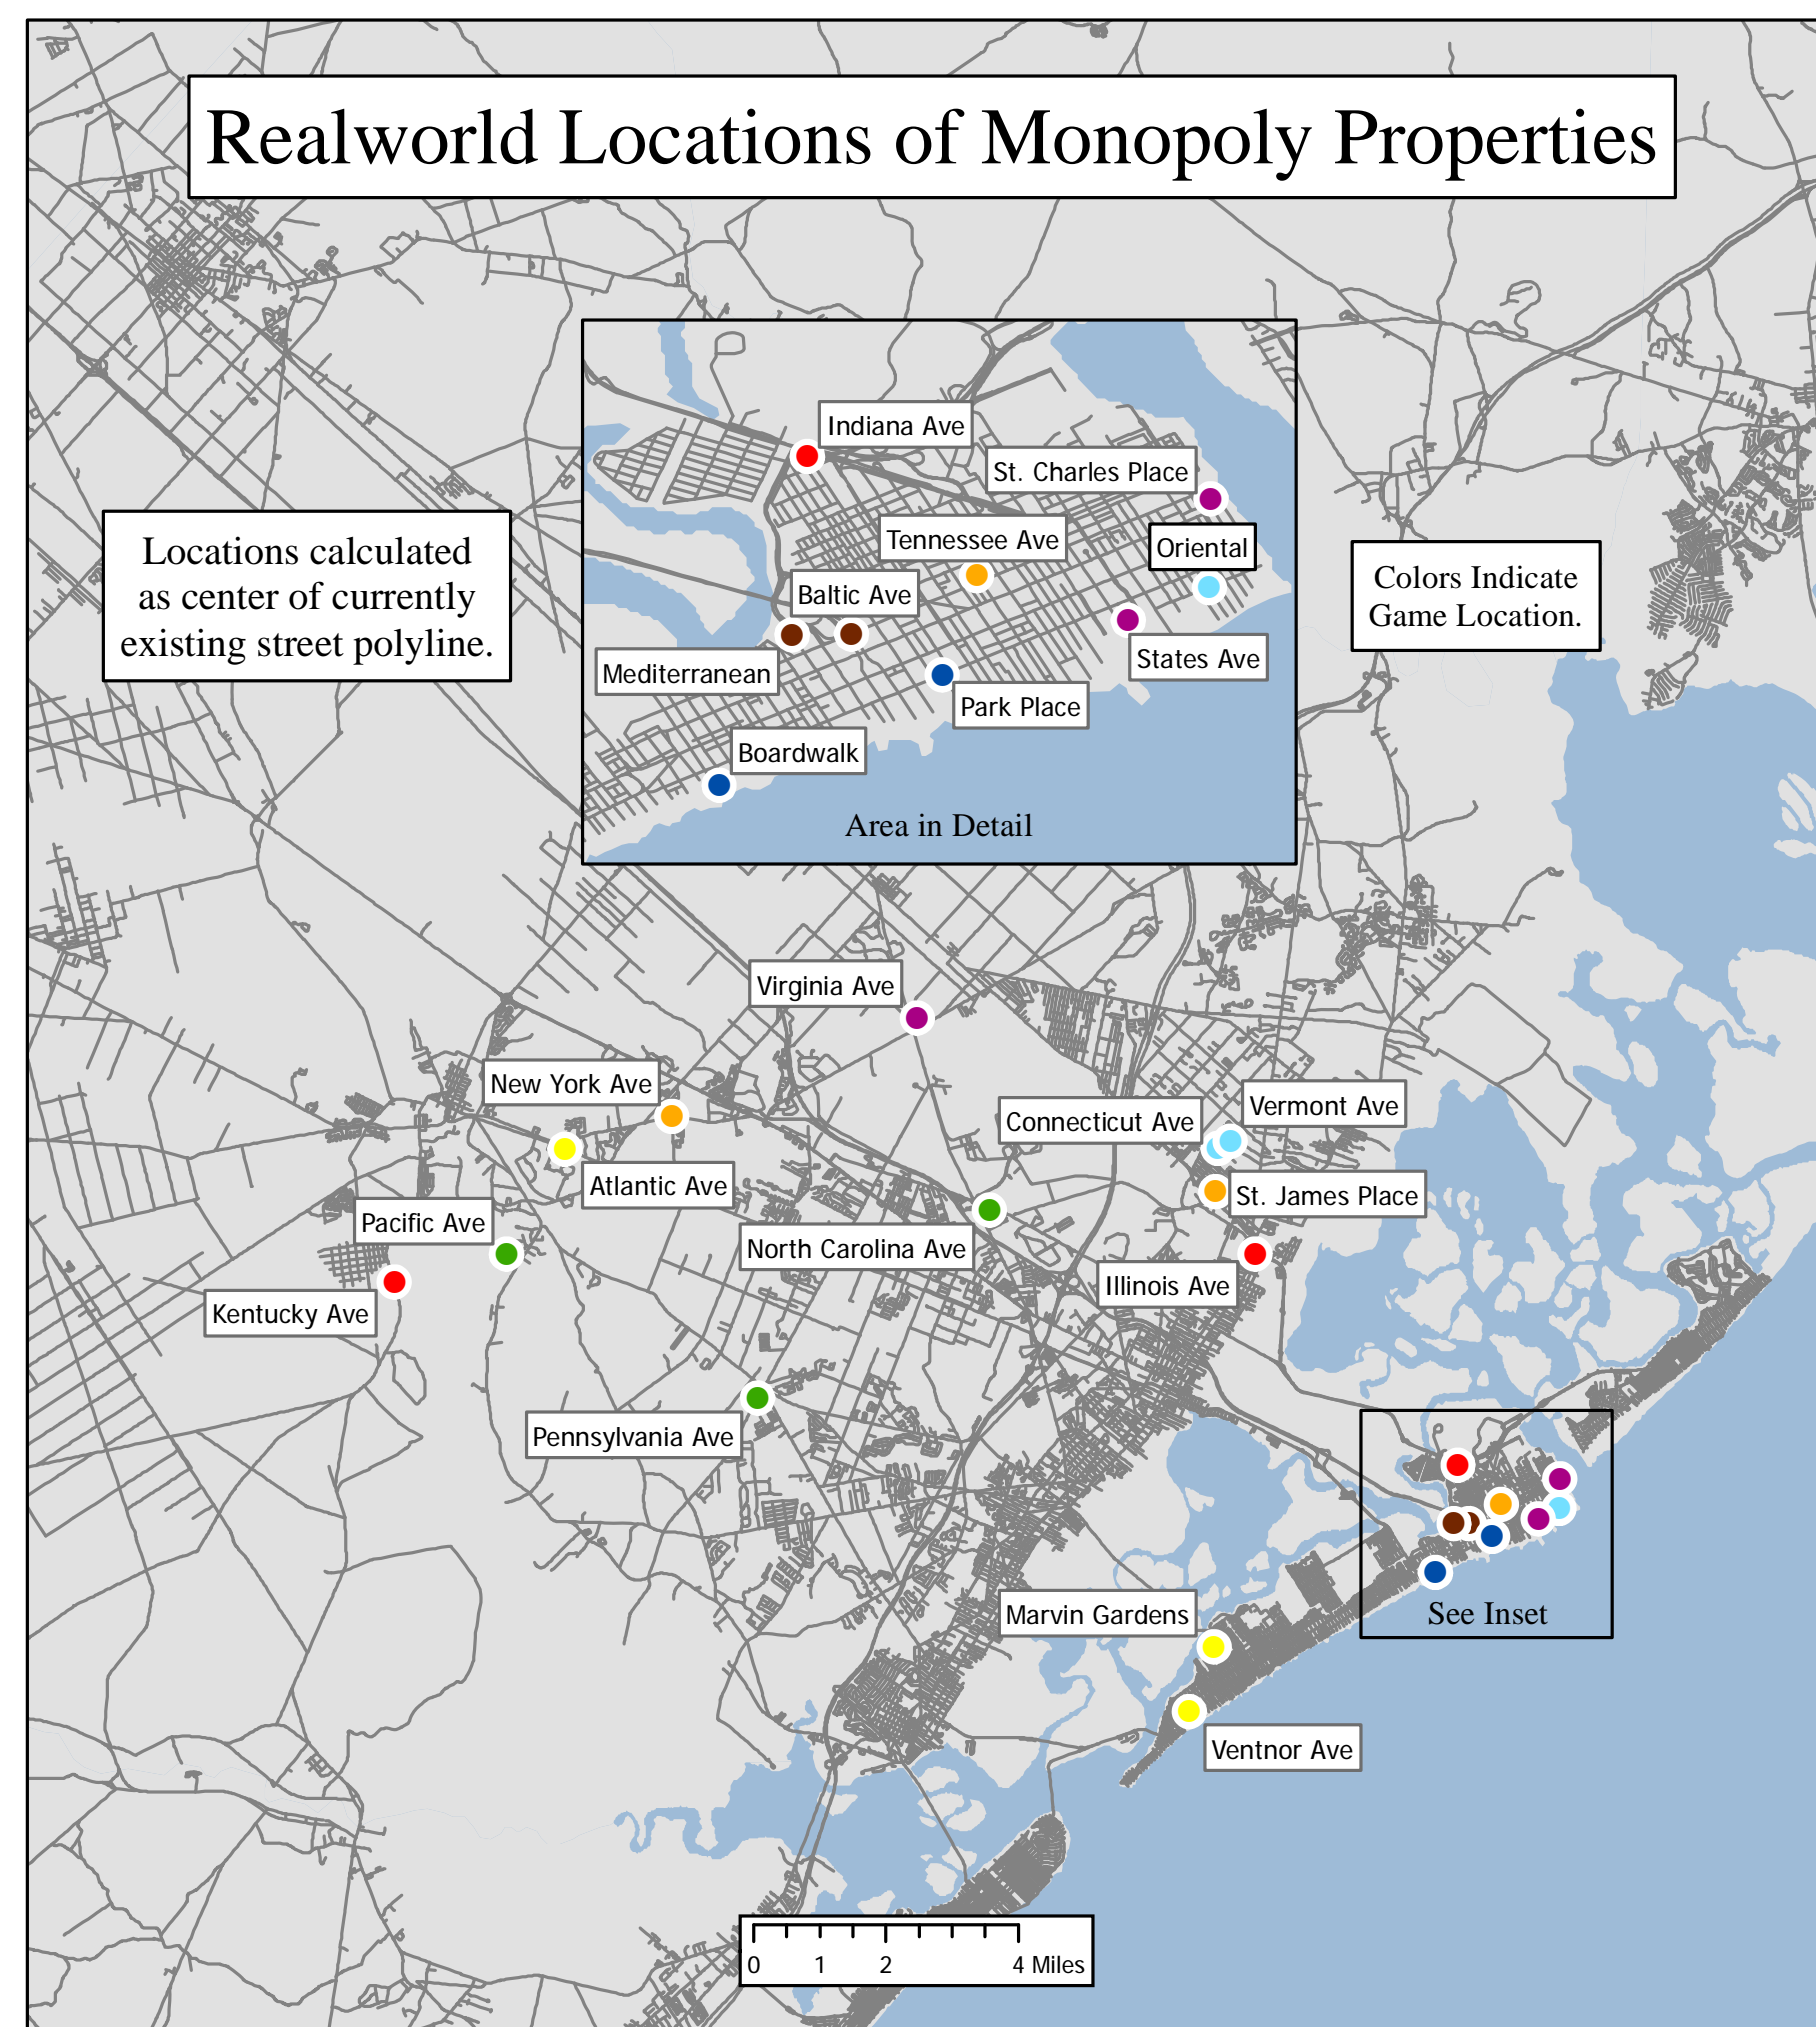 Realworld Locations of Monopoly Properties
Indiana Ave
St. Charles Place
Locations calculated
as center of currently
existing street polyline.
Tennessee Ave
Oriental
Colors Indicate
Game Location.
Baltic Ave
Mediterranean
States Ave
Park Place
Boardwalk
Area in Detail
Virginia Ave
New York Ave
Vermont Ave
Connecticut Ave
Atlantic Ave
St. James Place
Pacific Ave
North Carolina Ave
Illinois Ave
Kentucky Ave
Pennsylvania Ave
Marvin Gardens
See Inset
Ventnor Ave
0 1 2 4 Miles